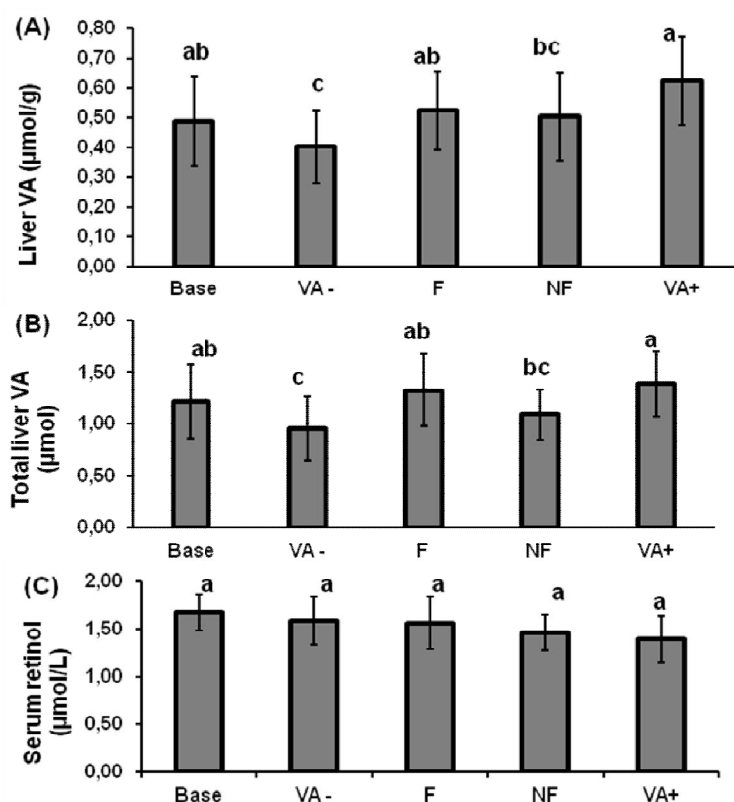 (A)
Liver VA (µmol/g)
0,80
0,70
0,60
0,50
0,40
0,30
0,20
0,10
0,00
ab
c
ab
bc
a
Base VA - F NF VA+
(B)
Total liver VA
(µmol)
2,00
1,50
1,00
0,50
0,00
ab
c
ab
bc
a
Base VA - F NF VA+
(C)
Serum retinol
(µmol/L)
2,00
1,50
1,00
0,50
0,00
a
a
a
a
a
Base VA - F NF VA+